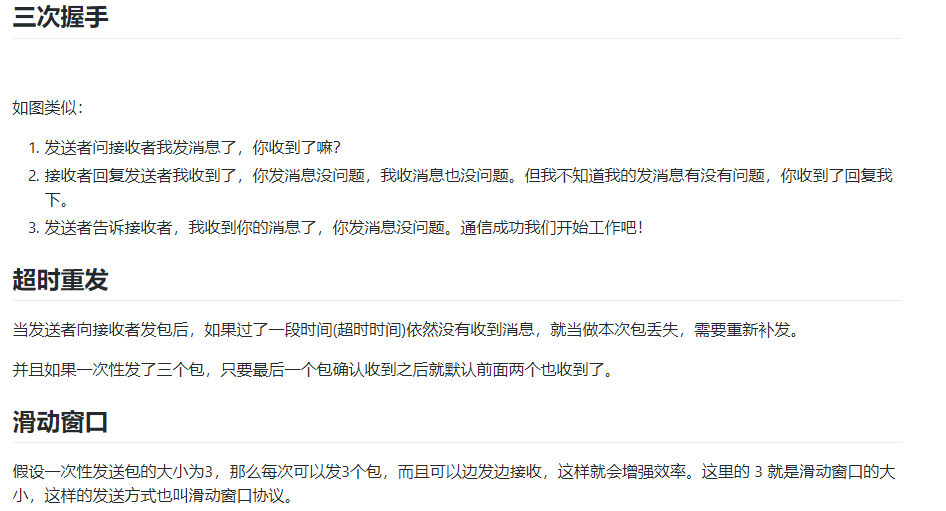 三次握手
如图类似：
1. 发送者问接收者我发消息了，你收到了嘛？
2. 接收者回复发送者我收到了，你发消息没问题，我收消息也没问题。但我不知道我的发消息有没有问题，你收到了回复我
下。
3. 发送者告诉接收者，我收到你的消息了，你发消息没问题。通信成功我们开始工作吧！
超时重发
当发送者向接收者发包后，如果过了一段时间(超时时间)依然没有收到消息，就当做本次包丢失，需要重新补发。
并且如果一次性发了三个包，只要最后一个包确认收到之后就默认前面两个也收到了。
滑动窗口
假设一次性发送包的大小为3，那么每次可以发3个包，而且可以边发边接收，这样就会增强效率。这里的 3 就是滑动窗口的大
小，这样的发送方式也叫滑动窗口协议。